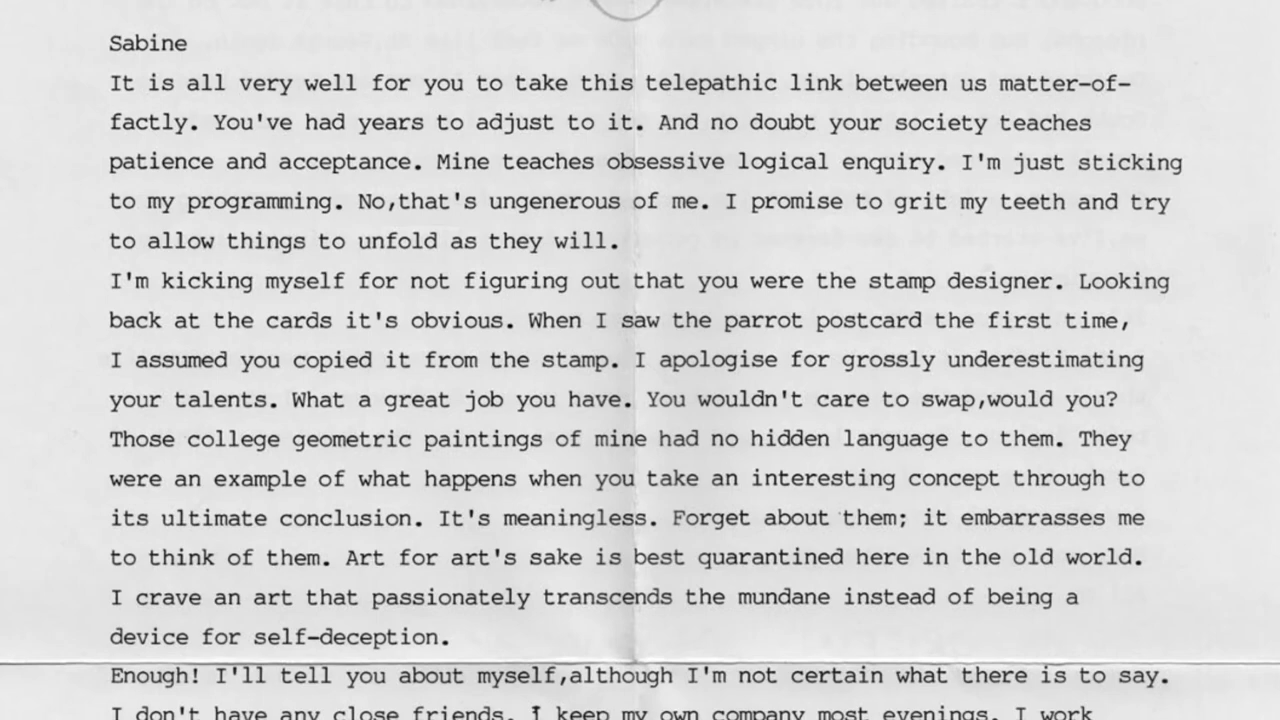 Sabine
It is all very well for you to take this telepathic link between us matter-of-
factly. You've had years to adjust to it. And no doubt your society teaches
patience and acceptance. Mine teaches obsessive logical enquiry. I'm just sticking
to my programming. No,that's ungenerous of me. I promise to grit my teeth and try
to allow things to unfold as they will.
I'm kicking myself for not figuring out that you were the stamp designer. Looking
back at the cards it's obvious. When I saw the parrot postcard the first time,
I assumed you copied it from the stamp. I apologise for grossly underestimating
your talents. What a great job you have. You wouldn't care to swap,would you?
Those college geometric paintings of mine had no hidden language to them. They
were an example of what happens when you take an interesting concept through to
its ultimate conclusion. It's meaningless. Forget about them; it embarrasses me
to think of them. Art for art's sake is best quarantined here in the old world.
I crave an art that passionately transcends the mundane instead of being a
device for self-deception.
Enough! I'll tell you about myself,although I'm not certain what there is to say.
I don't have any close friends. I keep my own company most evenings. I work